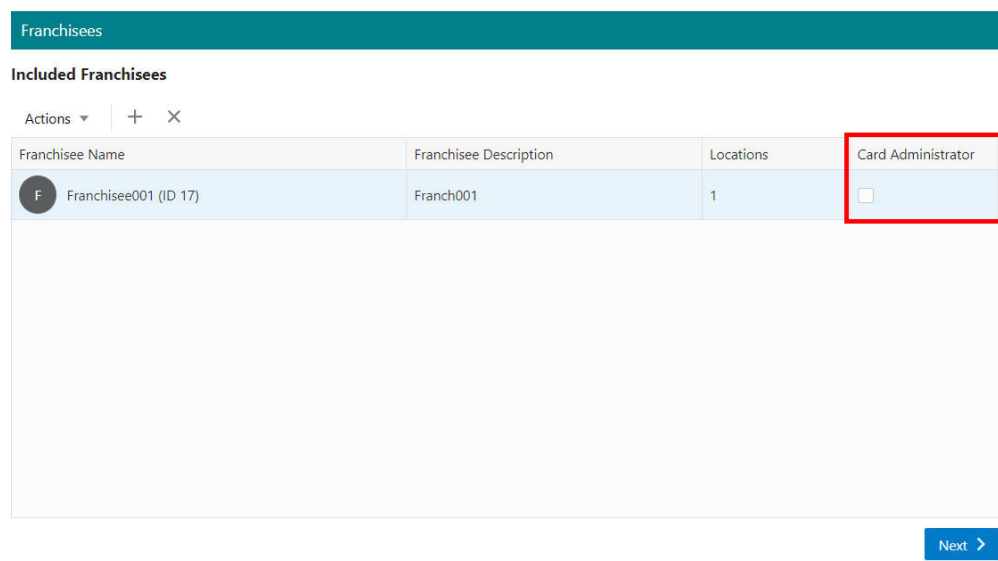 Franchisees
Included Franchisees
Actions
Franchisee Name Franchisee Description Locations Card Administrator
F Franchisee001 (ID 17) Franch001 1
Next